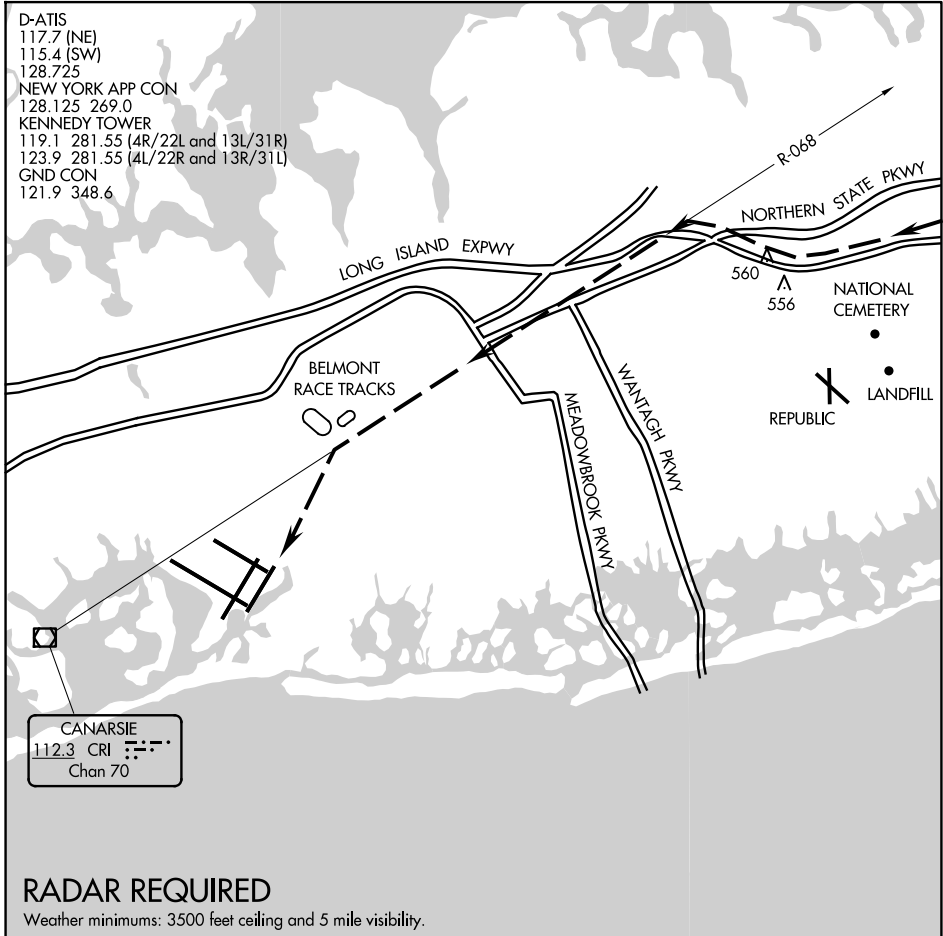 D-ATIS
117.7 (NE)
115.4 (SW)
128.725
NEW YORK APP CON
128.125 269.0
KENNEDY TOWER
119.1 281.55 (4R/22L and 13L/31R)
123.9 281.55 (4L/22R and 13R/31L)
GND CON
121.9 348.6
R-068
NORTHERN STATE PKWY
LONG ISLAND EXPWY
560
556
NATIONAL
CEMETERY
LANDFILL
REPUBLIC
BELMONT
RACE TRACKS
WANTAGH PKWY
MEADOWBROOK PKWY
CANARSIE
112.3 CRI
Chan 70
RADAR REQUIRED
Weather minimums: 3500 feet ceiling and 5 mile visibility.